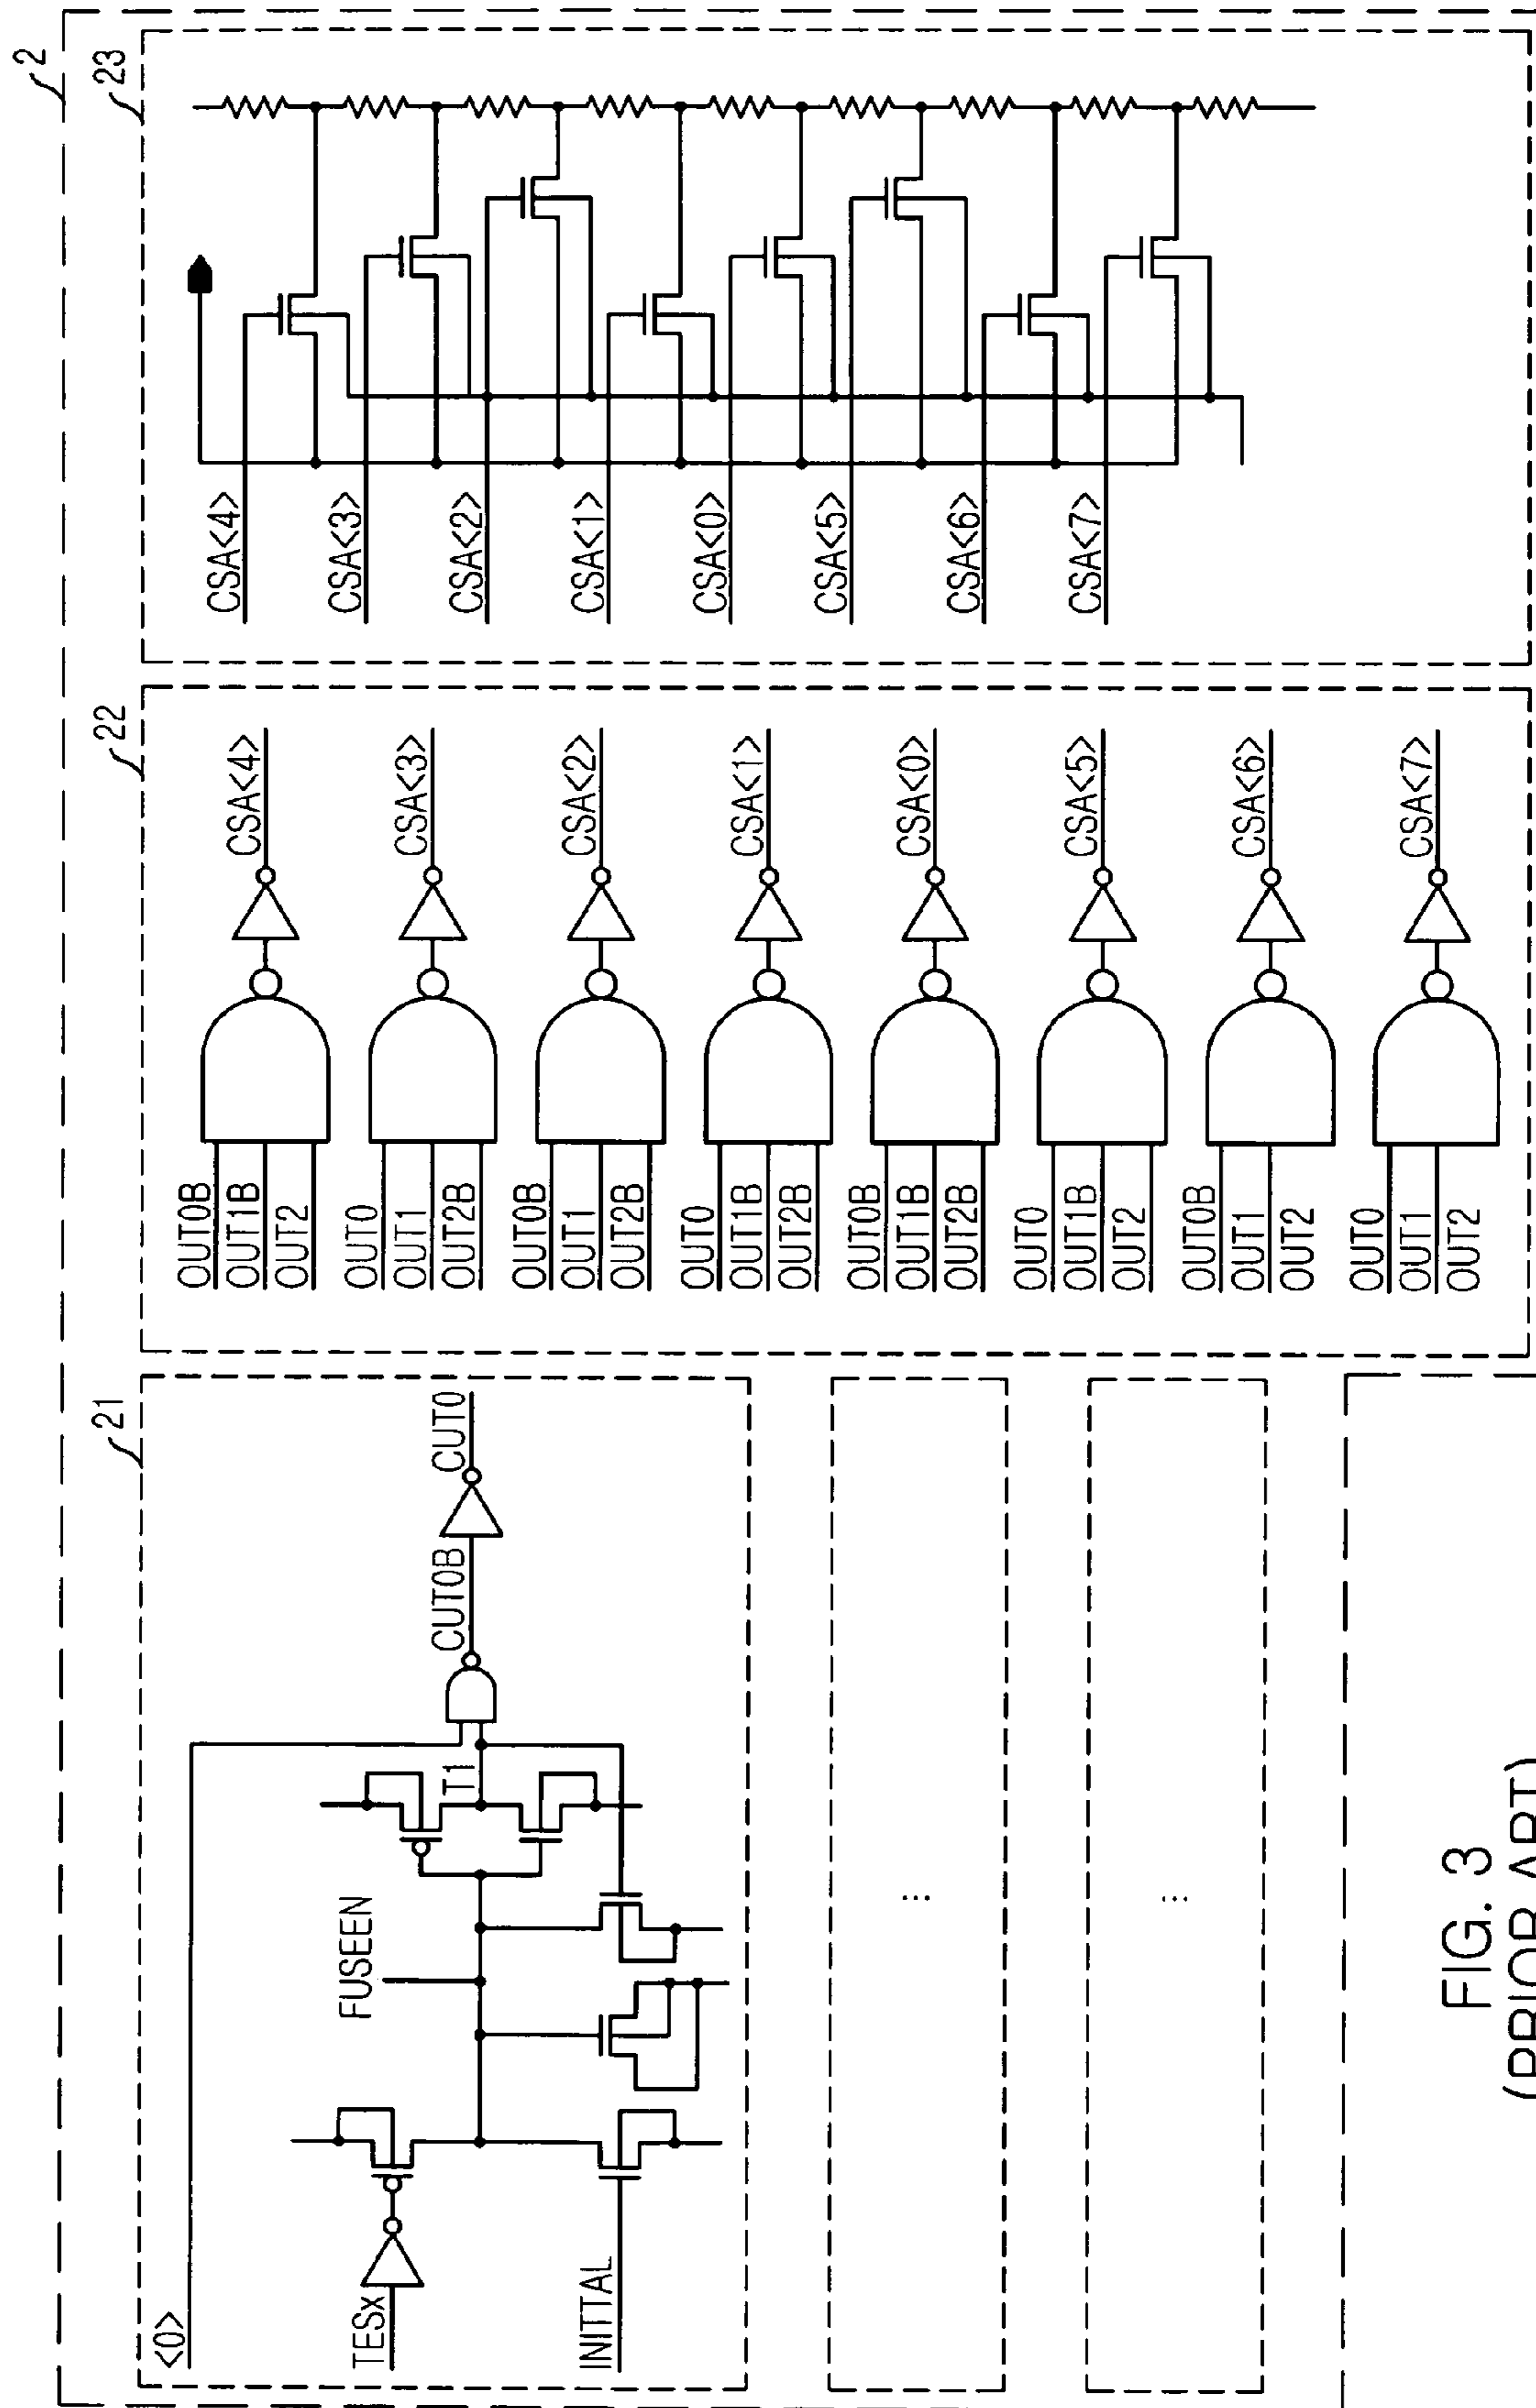 2
21
<0>
TESx
INITTAL
FUSEEN
T1
CUT0B
CUT0
22
OUT0B
OUT1B
OUT2
CSA<4>
OUT0
OUT1
OUT2B
CSA<3>
OUT0B
OUT1
OUT2B
CSA<2>
OUT0
OUT1B
OUT2B
CSA<1>
OUT0B
OUT1B
OUT2B
CSA<0>
OUT0
OUT1B
OUT2
CSA<5>
OUT0B
OUT1
OUT2
CSA<6>
OUT0
OUT1
OUT2
CSA<7>
23
CSA<4>
CSA<3>
CSA<2>
CSA<1>
CSA<0>
CSA<5>
CSA<6>
CSA<7>
FIG. 3
(PRIOR ART)